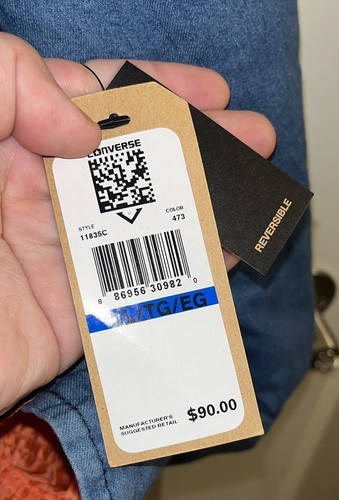 CONVERSE
STYLE
11835C
COLOR
473
8 86956 30982 0
/TG/EG
MANUFACTURER'S
SUGGESTED RETAIL
$90.00
REVERSIBLE